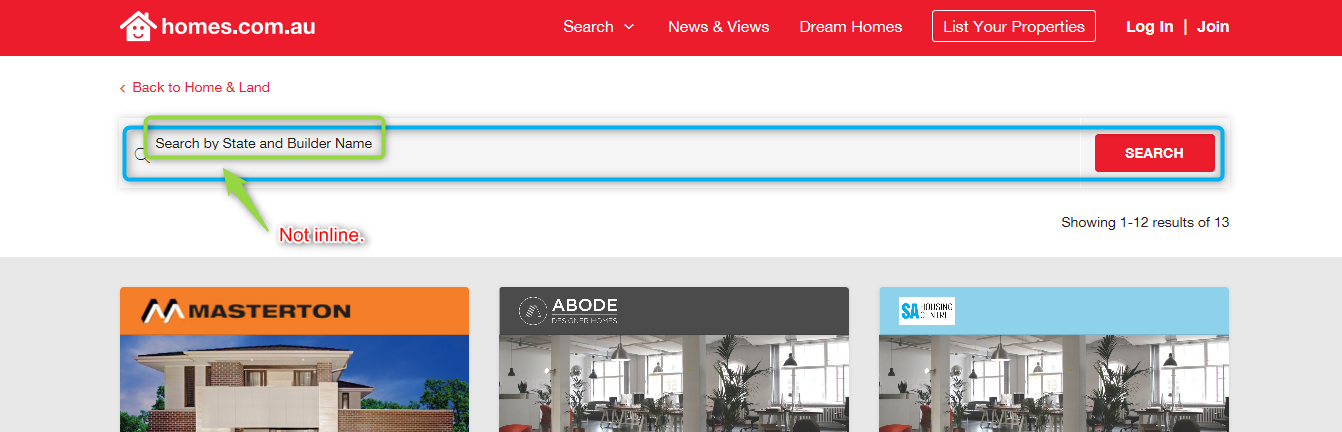 homes.com.au
Search News & Views Dream Homes List Your Properties Log In | Join
Back to Home & Land
Search by State and Builder Name
SEARCH
Not inline.
Showing 1-12 results of 13
MASTERTON
ABODE
DESIGNER HOMES
SA HOUSING
CENTRE